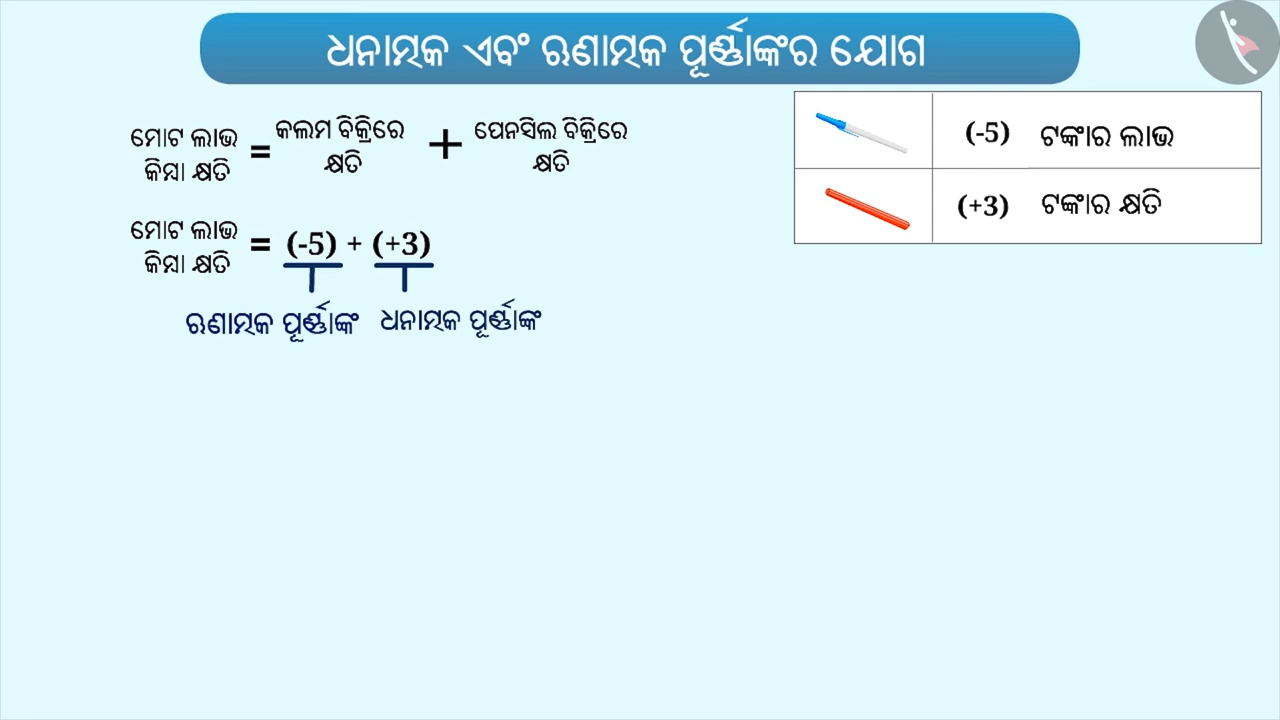 ଧନାତ୍ମକ ଏବଂ ଋଣାତ୍ମକ ପୂର୍ଣ୍ଣାଙ୍କର ଯୋଗ
ମୋଟ ଲାଭ କିମ୍ବା କ୍ଷତି = କଲମ ବିକ୍ରିରେ କ୍ଷତି + ପେନସିଲ ବିକ୍ରିରେ କ୍ଷତି
ମୋଟ ଲାଭ କିମ୍ବା କ୍ଷତି = (-5) + (+3)
ଋଣାତ୍ମକ ପୂର୍ଣ୍ଣାଙ୍କ ଧନାତ୍ମକ ପୂର୍ଣ୍ଣାଙ୍କ
(-5) ଟଙ୍କାର ଲାଭ
(+3) ଟଙ୍କାର କ୍ଷତି